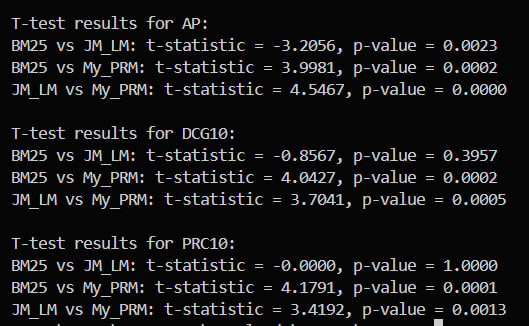 T-test results for AP:
BM25 vs JM_LM: t-statistic = -3.2056, p-value = 0.0023
BM25 vs My_PRM: t-statistic = 3.9981, p-value = 0.0002
JM_LM vs My_PRM: t-statistic = 4.5467, p-value = 0.0000
T-test results for DCG10:
BM25 vs JM_LM: t-statistic = -0.8567, p-value = 0.3957
BM25 vs My_PRM: t-statistic = 4.0427, p-value = 0.0002
JM_LM vs My_PRM: t-statistic = 3.7041, p-value = 0.0005
T-test results for PRC10:
BM25 vs JM_LM: t-statistic = -0.0000, p-value = 1.0000
BM25 vs My_PRM: t-statistic = 4.1791, p-value = 0.0001
JM_LM vs My_PRM: t-statistic = 3.4192, p-value = 0.0013